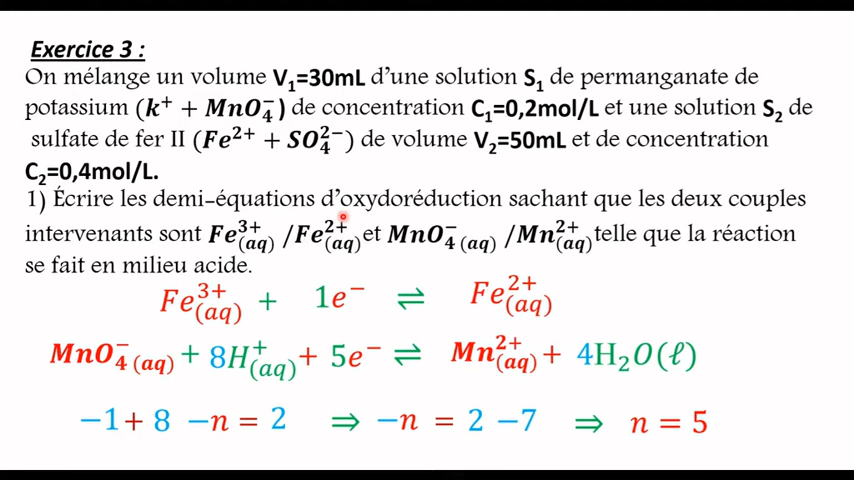 Exercice 3 :
On mélange un volume V₁=30mL d’une solution S₁ de permanganate de
potassium (k⁺ + MnO₄⁻) de concentration C₁=0,2mol/L et une solution S₂ de
sulfate de fer II (Fe²⁺ + SO₄²⁻) de volume V₂=50mL et de concentration
C₂=0,4mol/L.
1) Écrire les demi-équations d’oxydoréduction sachant que les deux couples
intervenants sont Fe³⁺(aq) /Fe²⁺(aq) et MnO₄⁻(aq) /Mn²⁺(aq) telle que la réaction
se fait en milieu acide.
Fe³⁺(aq) + 1e⁻ ⇌ Fe²⁺(aq)
MnO₄⁻(aq) + 8H⁺(aq) + 5e⁻ ⇌ Mn²⁺(aq) + 4H₂O(ℓ)
−1+ 8 −n = 2 ⇒ −n = 2 −7 ⇒ n = 5